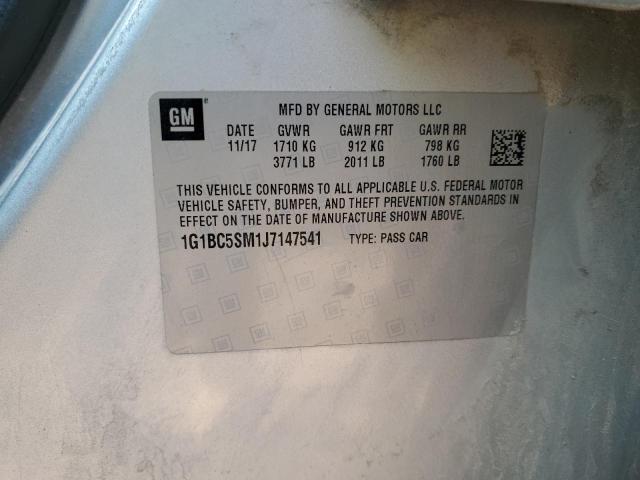 GM
MFD BY GENERAL MOTORS LLC
DATE GVWR GAWR FRT GAWR RR
11/17 1710 KG 912 KG 798 KG
3771 LB 2011 LB 1760 LB
THIS VEHICLE CONFORMS TO ALL APPLICABLE U.S. FEDERAL MOTOR
VEHICLE SAFETY, BUMPER, AND THEFT PREVENTION STANDARDS IN
EFFECT ON THE DATE OF MANUFACTURE SHOWN ABOVE.
1G1BC5SM1J7147541 TYPE: PASS CAR